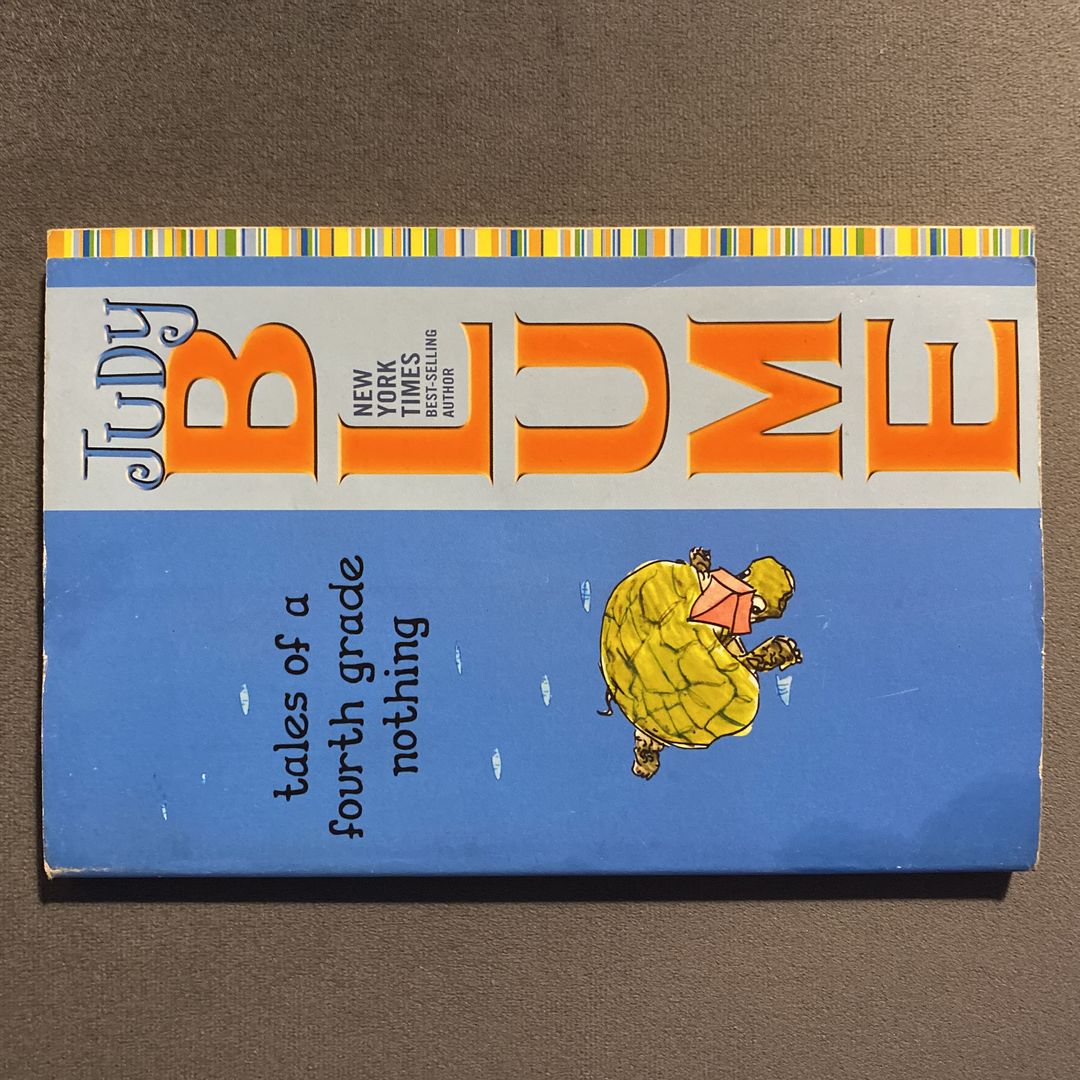 JuDy
BLUME
NEW
YORK
TIMES
BEST-SELLING
AUTHOR
tales of a
fourth grade
nothing